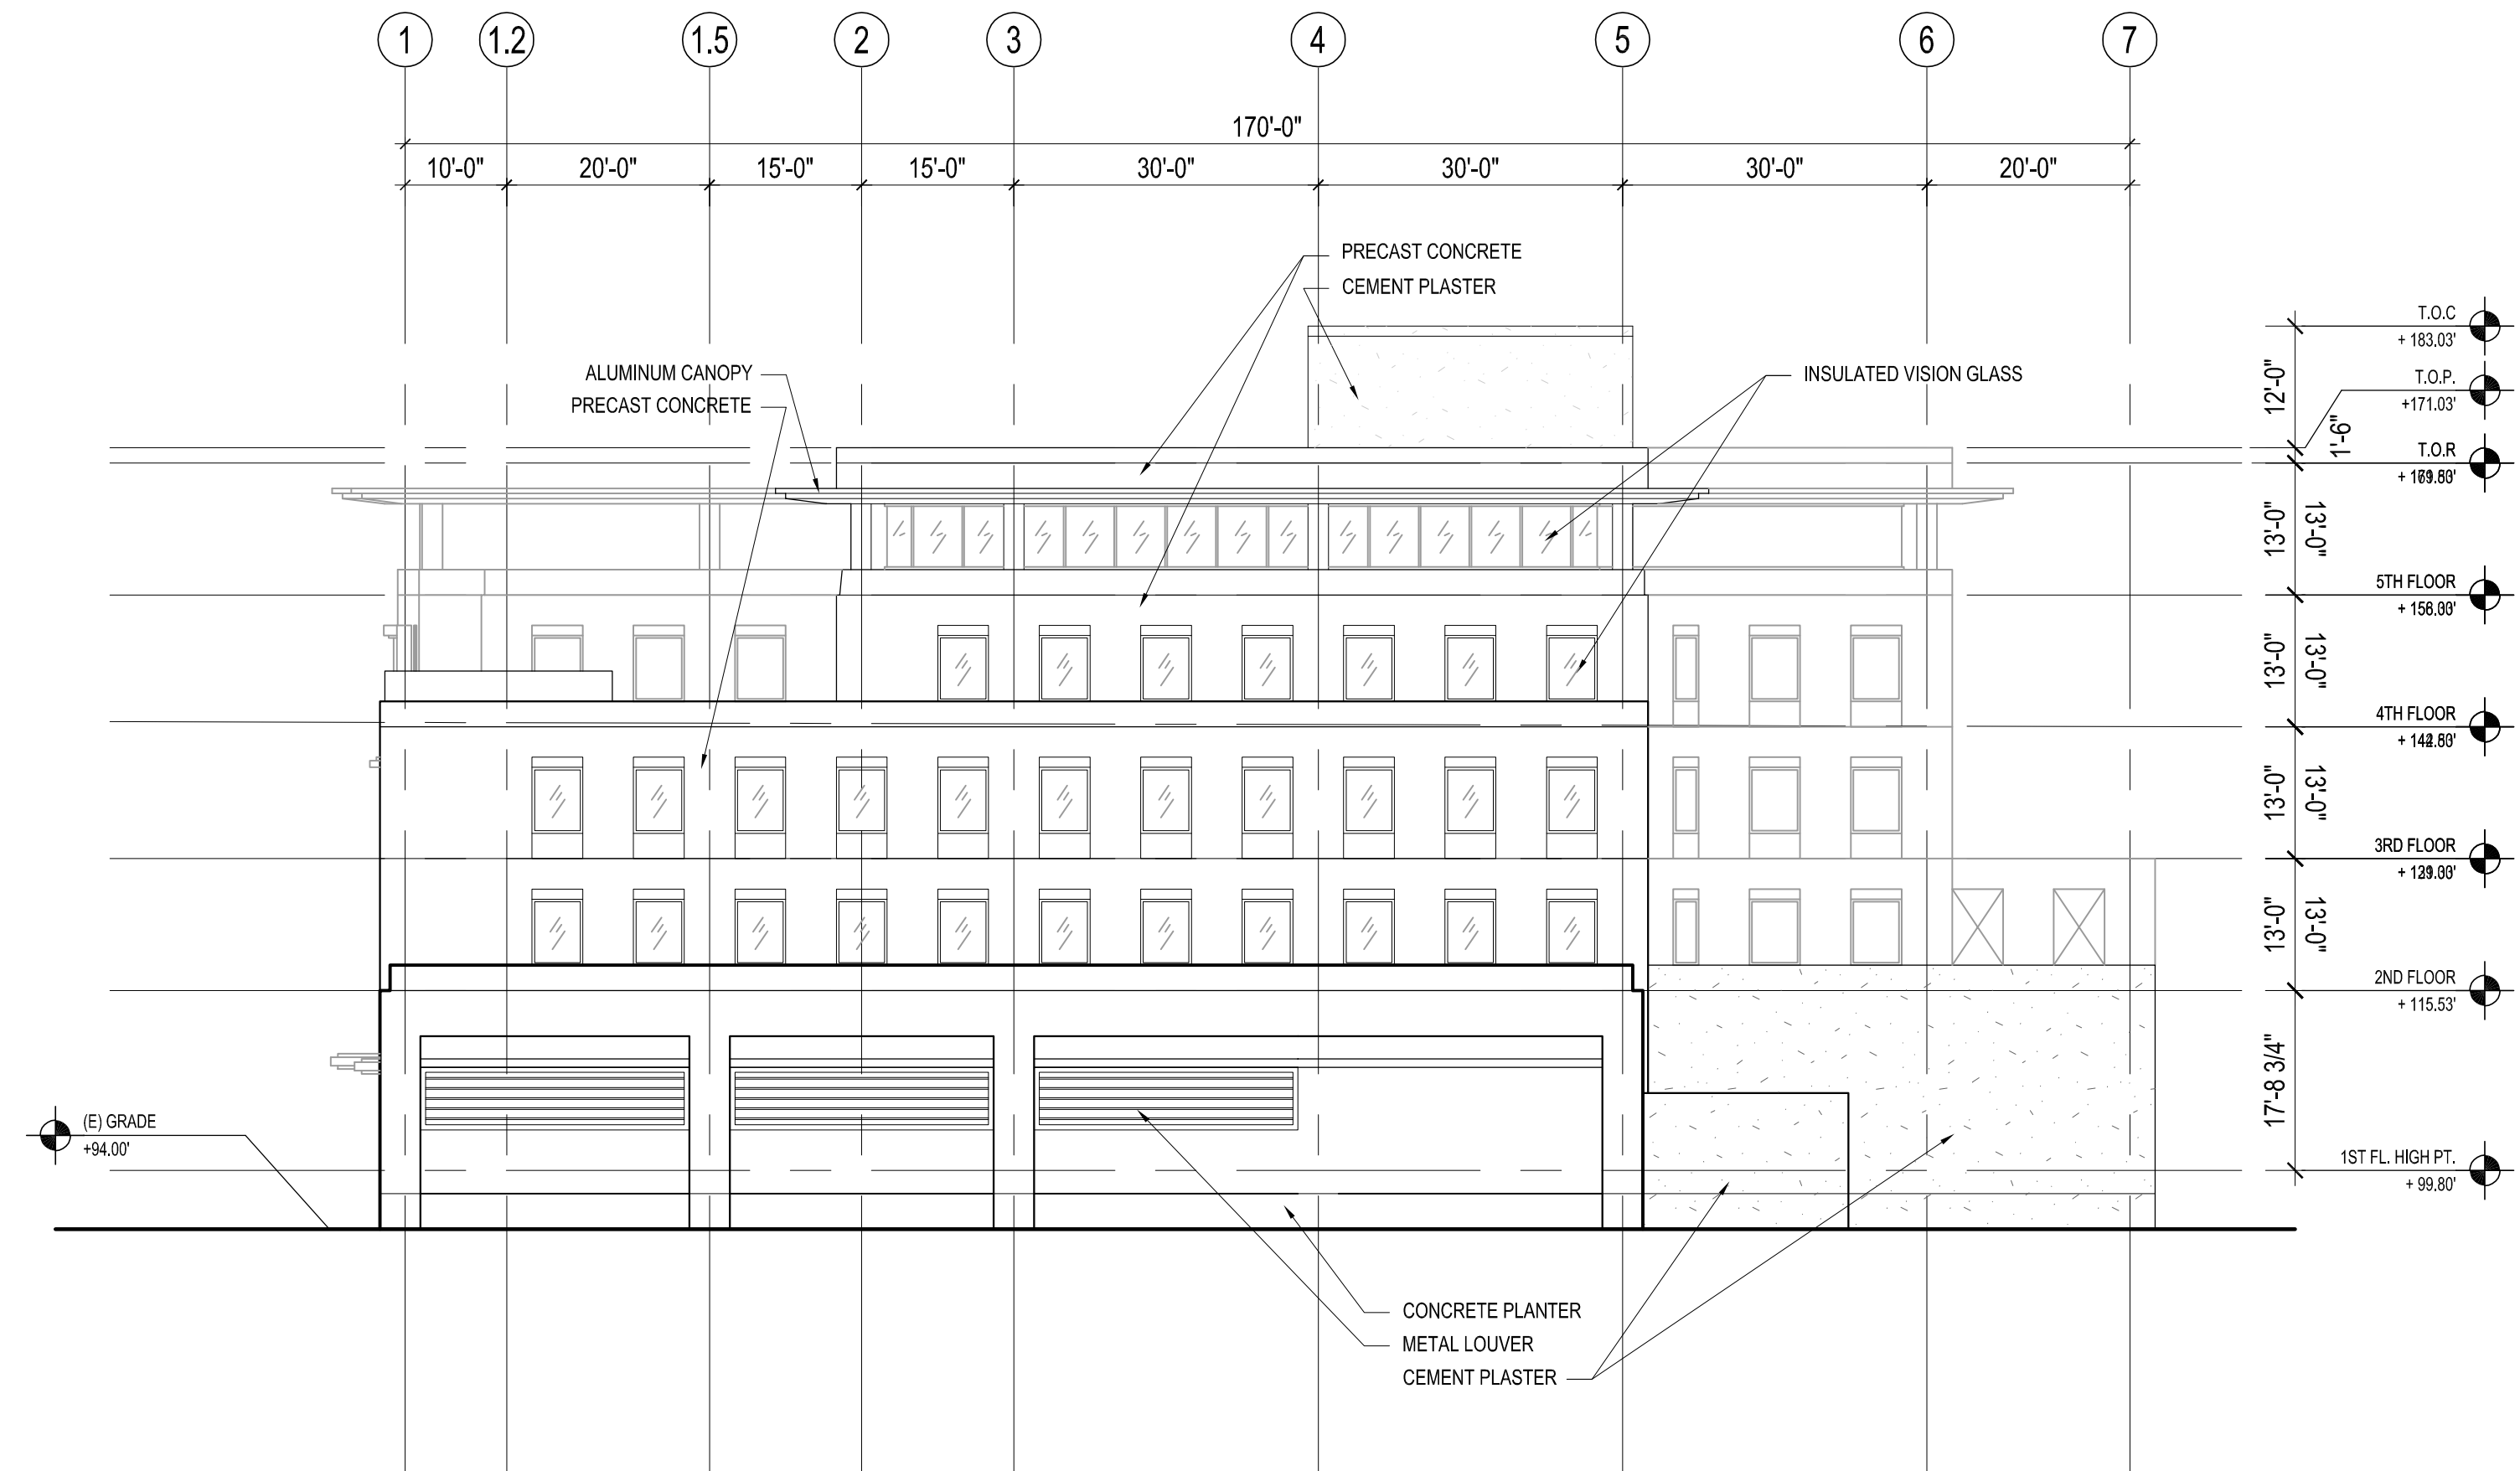 1
1.2
1.5
2
3
4
5
6
7
170'-0"
10'-0"
20'-0"
15'-0"
15'-0"
30'-0"
30'-0"
30'-0"
20'-0"
PRECAST CONCRETE
CEMENT PLASTER
ALUMINUM CANOPY
PRECAST CONCRETE
INSULATED VISION GLASS
T.O.C
+ 183.03'
12'-0"
T.O.P.
+171.03'
1'-6"
T.O.R
13'-0"
13'-0"
5TH FLOOR
13'-0"
13'-0"
4TH FLOOR
13'-0"
13'-0"
3RD FLOOR
13'-0"
13'-0"
2ND FLOOR
+ 115.53'
17'-8 3/4"
1ST FL. HIGH PT.
+ 99.80'
(E) GRADE
+94.00'
CONCRETE PLANTER
METAL LOUVER
CEMENT PLASTER